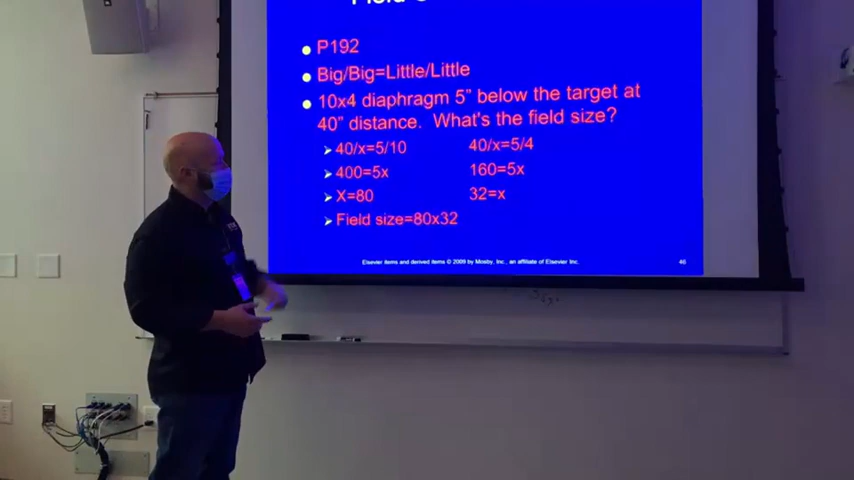 P192
Big/Big=Little/Little
10x4 diaphragm 5” below the target at
40” distance. What's the field size?
40/x=5/10 40/x=5/4
400=5x 160=5x
X=80 32=x
Field size=80x32
Elsevier items and derived items © 2009 by Mosby, Inc., an affiliate of Elsevier Inc. 46